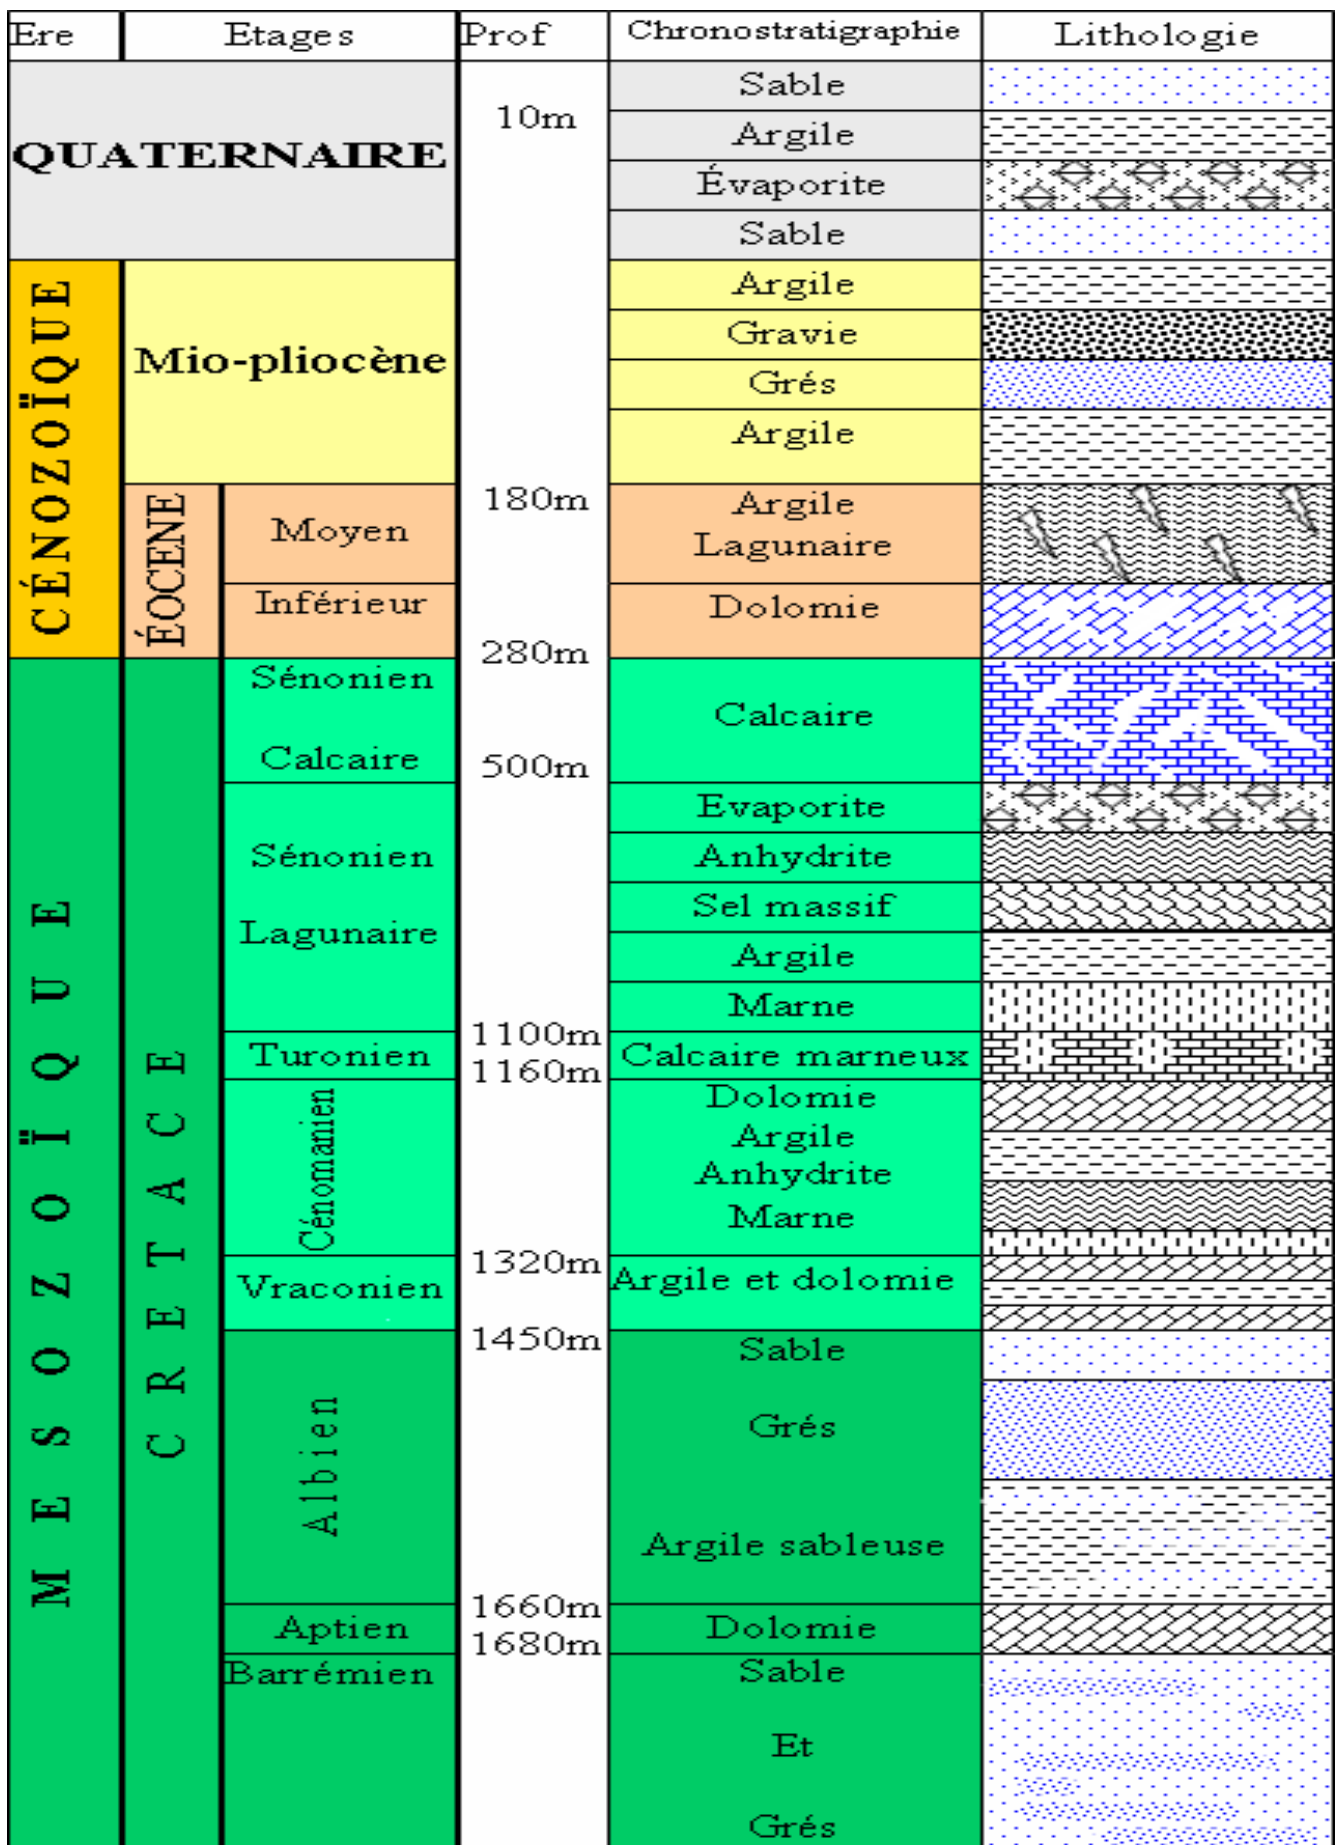 Ere Etages Prof Chronostratigraphie Lithologie
QUATERNAIRE
10m
Sable
Argile
Évaporite
Sable
CÉNOZOÏQUE
Mio-pliocène
Argile
Gravie
Grés
Argile
ÉOCENE
180m
Moyen
Argile
Lagunaire
Inférieur
Dolomie
280m
MESOZOÏQUE
CRETACE
Sénonien
Calcaire
Calcaire
500m
Sénonien
Lagunaire
Evaporite
Anhydrite
Sel massif
Argile
Marne
1100m
Turonien
Calcaire marneux
1160m
Cénomanien
Dolomie
Argile
Anhydrite
Marne
1320m
Vraconien
Argile et dolomie
1450m
Albien
Sable
Grés
Argile sableuse
1660m
Aptien
Dolomie
1680m
Barrémien
Sable
Et
Grés